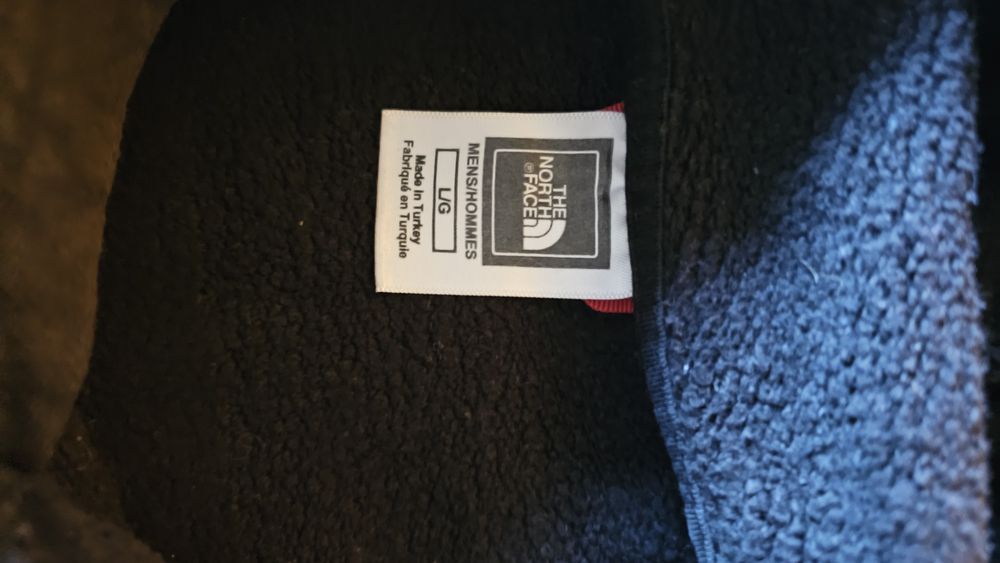 THE
NORTH
FACE®
MENS/HOMMES
L/G
Made in Turkey
Fabriqué en Turquie